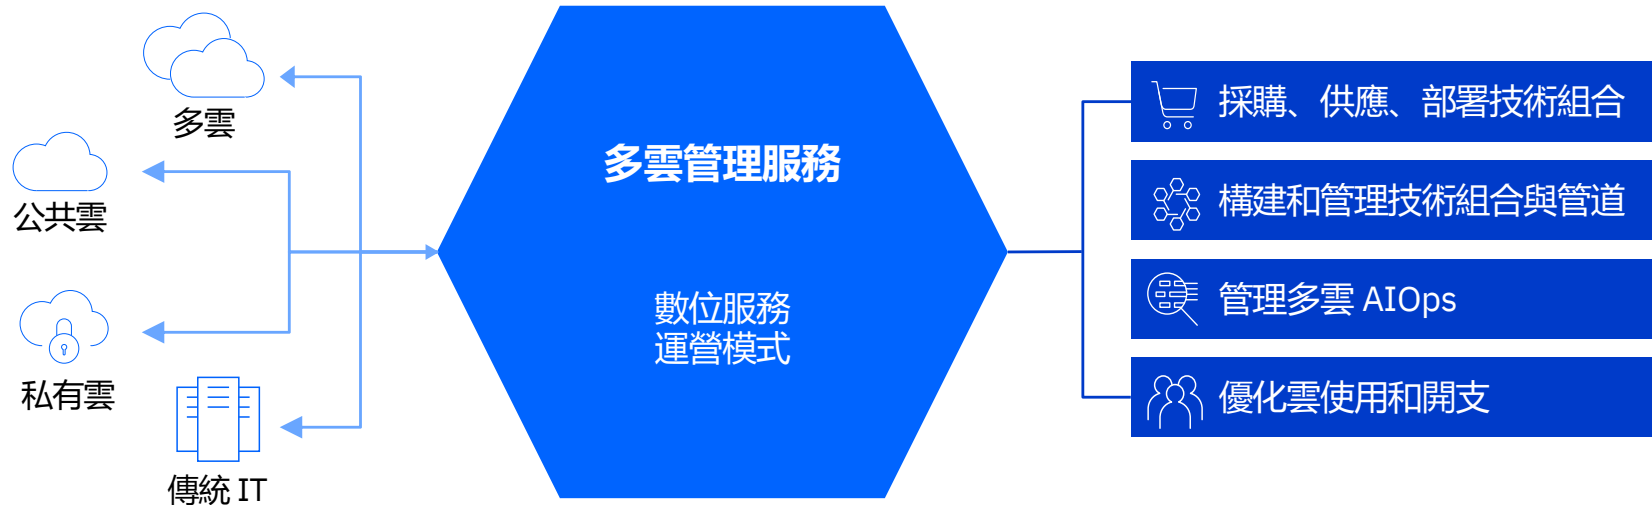 多雲
公共雲
私有雲
傳統 IT
多雲管理服務
數位服務
運營模式
採購、供應、部署技術組合
構建和管理技術組合與管道
管理多雲 AIOps
優化雲使用和開支